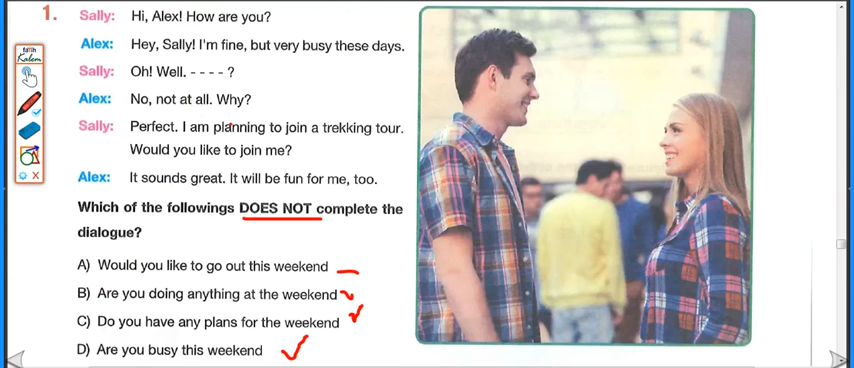 1.
Sally: Hi, Alex! How are you?
Alex: Hey, Sally! I'm fine, but very busy these days.
Sally: Oh! Well. - - - - ?
Alex: No, not at all. Why?
Sally: Perfect. I am planning to join a trekking tour.
Would you like to join me?
Alex: It sounds great. It will be fun for me, too.
Which of the followings DOES NOT complete the
dialogue?
A) Would you like to go out this weekend
B) Are you doing anything at the weekend
C) Do you have any plans for the weekend
D) Are you busy this weekend
fatih
Kalem
X